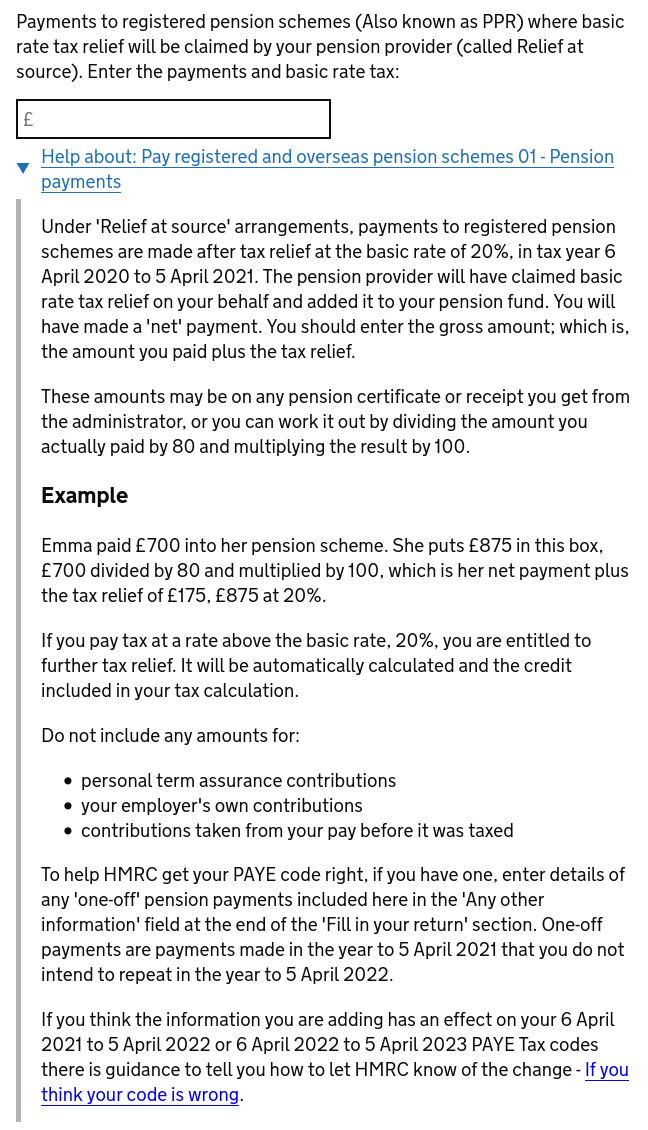 Payments to registered pension schemes (Also known as PPR) where basic
rate tax relief will be claimed by your pension provider (called Relief at
source). Enter the payments and basic rate tax:
£
Help about: Pay registered and overseas pension schemes 01 - Pension
payments
Under 'Relief at source' arrangements, payments to registered pension
schemes are made after tax relief at the basic rate of 20%, in tax year 6
April 2020 to 5 April 2021. The pension provider will have claimed basic
rate tax relief on your behalf and added it to your pension fund. You will
have made a 'net' payment. You should enter the gross amount; which is,
the amount you paid plus the tax relief.
These amounts may be on any pension certificate or receipt you get from
the administrator, or you can work it out by dividing the amount you
actually paid by 80 and multiplying the result by 100.
Example
Emma paid £700 into her pension scheme. She puts £875 in this box,
£700 divided by 80 and multiplied by 100, which is her net payment plus
the tax relief of £175, £875 at 20%.
If you pay tax at a rate above the basic rate, 20%, you are entitled to
further tax relief. It will be automatically calculated and the credit
included in your tax calculation.
Do not include any amounts for:
• personal term assurance contributions
• your employer's own contributions
• contributions taken from your pay before it was taxed
To help HMRC get your PAYE code right, if you have one, enter details of
any 'one-off' pension payments included here in the 'Any other
information' field at the end of the 'Fill in your return' section. One-off
payments are payments made in the year to 5 April 2021 that you do not
intend to repeat in the year to 5 April 2022.
If you think the information you are adding has an effect on your 6 April
2021 to 5 April 2022 or 6 April 2022 to 5 April 2023 PAYE Tax codes
there is guidance to tell you how to let HMRC know of the change - If you
think your code is wrong.